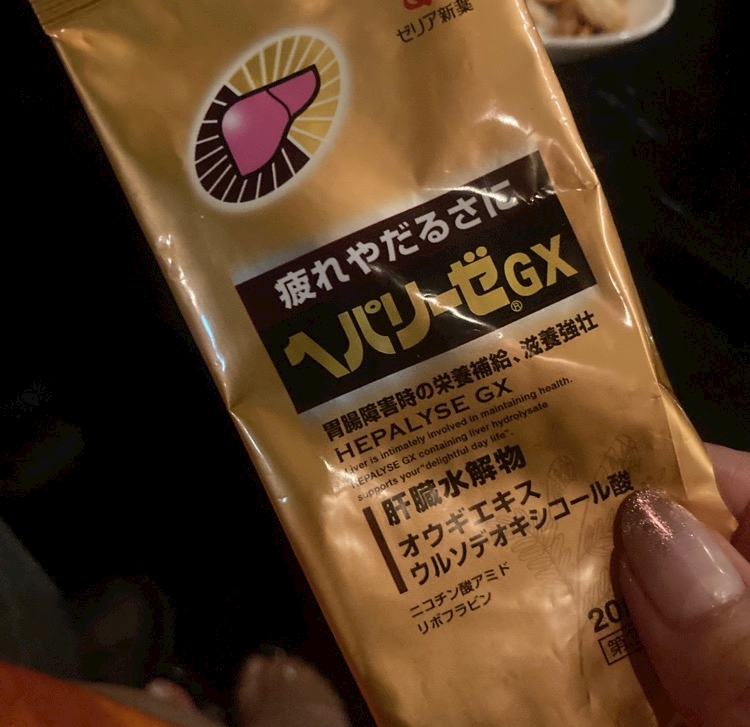 ゼリア新薬
疲れやだるさに
ヘパリーゼGX®
胃腸障害時の栄養補給、滋養強壮
HEPALYSE GX
Liver is intimately involved in maintaining health.
HEPALYSE GX containing liver hydrolysate
supports your"delightful day life".
肝臓水解物
オウギエキス
ウルソデオキシコール酸
ニコチン酸アミド
リボフラビン
20
第